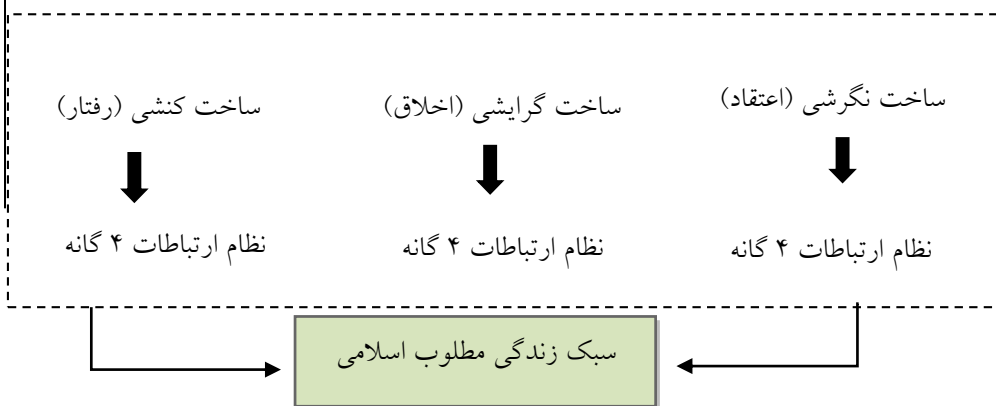 ساخت نگرشی (اعتقاد)
ساخت گرایشی (اخلاق)
ساخت کنشی (رفتار)
نظام ارتباطات ۴ گانه
نظام ارتباطات ۴ گانه
نظام ارتباطات ۴ گانه
سبک زندگی مطلوب اسلامی